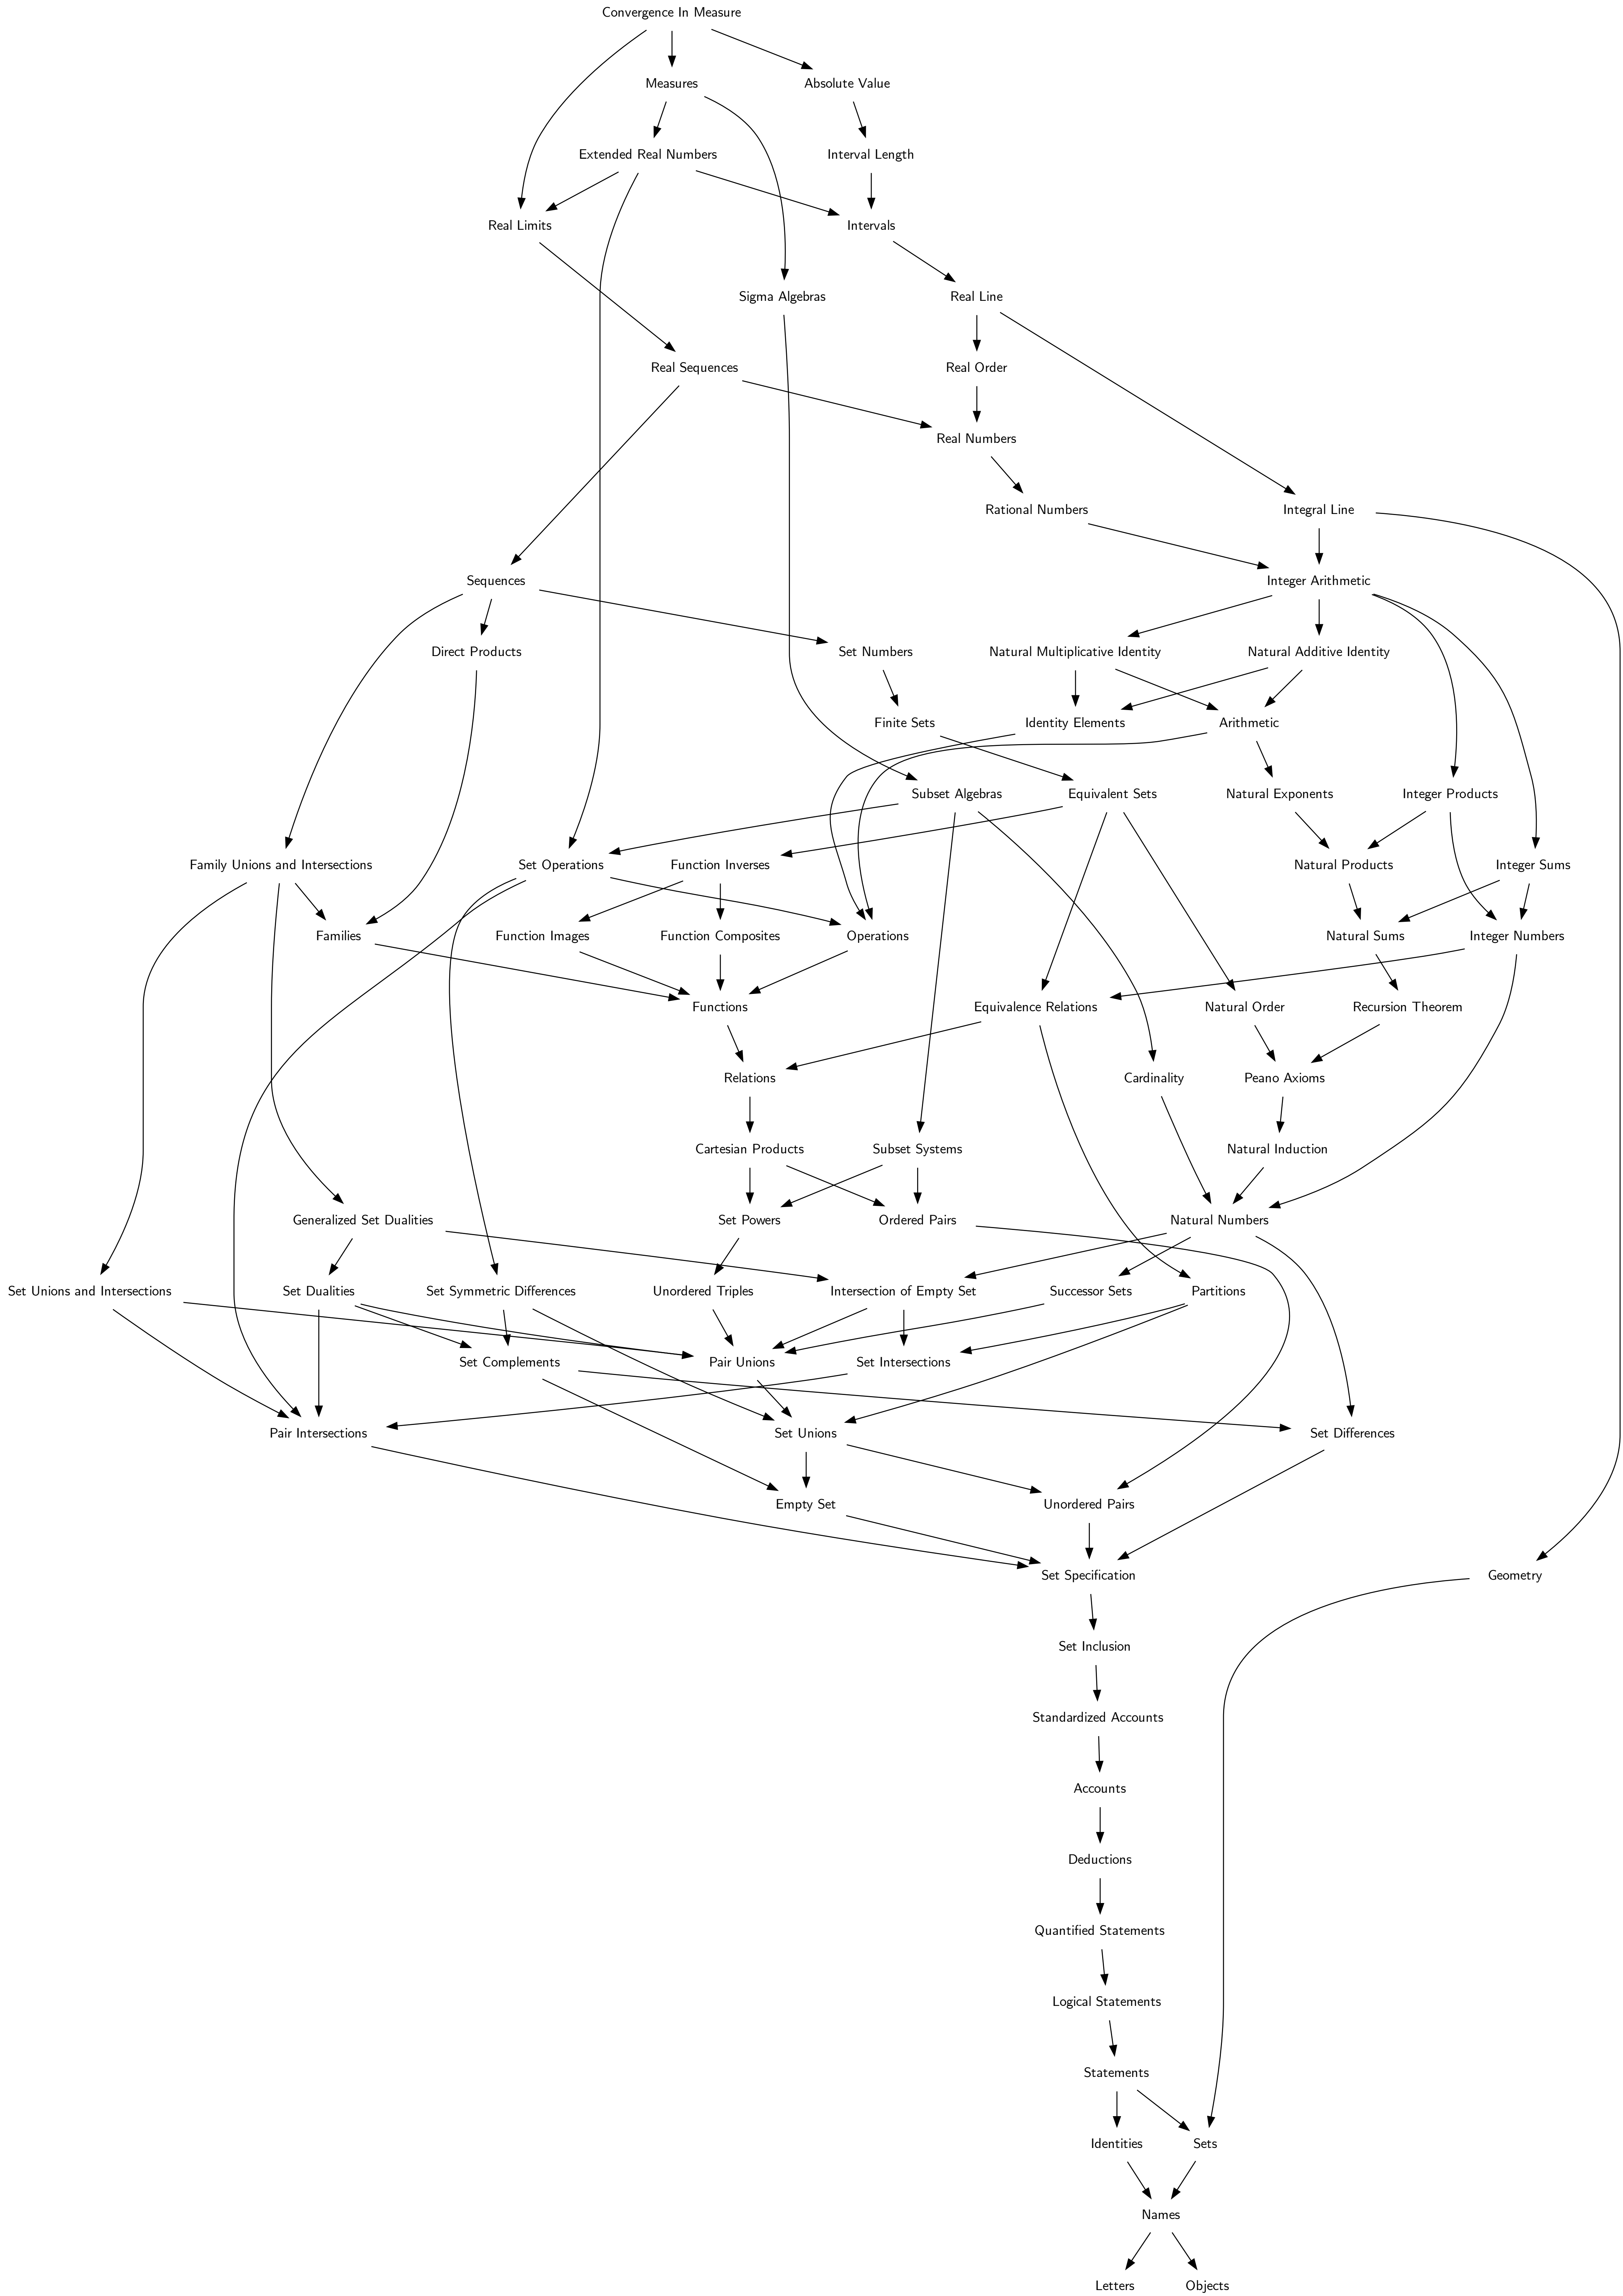 Convergence In Measure
Measures
Absolute Value
Extended Real Numbers
Interval Length
Real Limits
Intervals
Sigma Algebras
Real Line
Real Sequences
Real Order
Real Numbers
Rational Numbers
Integral Line
Sequences
Integer Arithmetic
Direct Products
Set Numbers
Natural Multiplicative Identity
Natural Additive Identity
Finite Sets
Identity Elements
Arithmetic
Subset Algebras
Equivalent Sets
Natural Exponents
Integer Products
Family Unions and Intersections
Set Operations
Function Inverses
Natural Products
Integer Sums
Families
Function Images
Function Composites
Operations
Natural Sums
Integer Numbers
Functions
Equivalence Relations
Natural Order
Recursion Theorem
Relations
Cardinality
Peano Axioms
Cartesian Products
Subset Systems
Natural Induction
Generalized Set Dualities
Set Powers
Ordered Pairs
Natural Numbers
Set Unions and Intersections
Set Dualities
Set Symmetric Differences
Unordered Triples
Intersection of Empty Set
Successor Sets
Partitions
Set Complements
Pair Unions
Set Intersections
Pair Intersections
Set Unions
Set Differences
Empty Set
Unordered Pairs
Set Specification
Geometry
Set Inclusion
Standardized Accounts
Accounts
Deductions
Quantified Statements
Logical Statements
Statements
Identities
Sets
Names
Letters
Objects